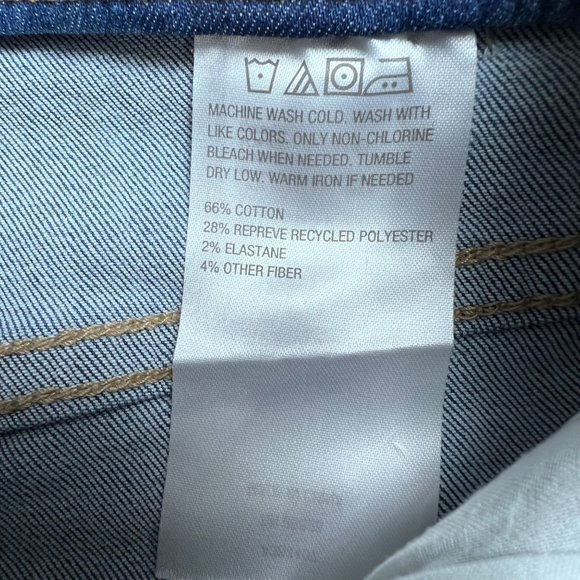 MACHINE WASH COLD. WASH WITH
LIKE COLORS. ONLY NON-CHLORINE
BLEACH WHEN NEEDED. TUMBLE
DRY LOW. WARM IRON IF NEEDED
66% COTTON
28% REPREVE RECYCLED POLYESTER
2% ELASTANE
4% OTHER FIBER